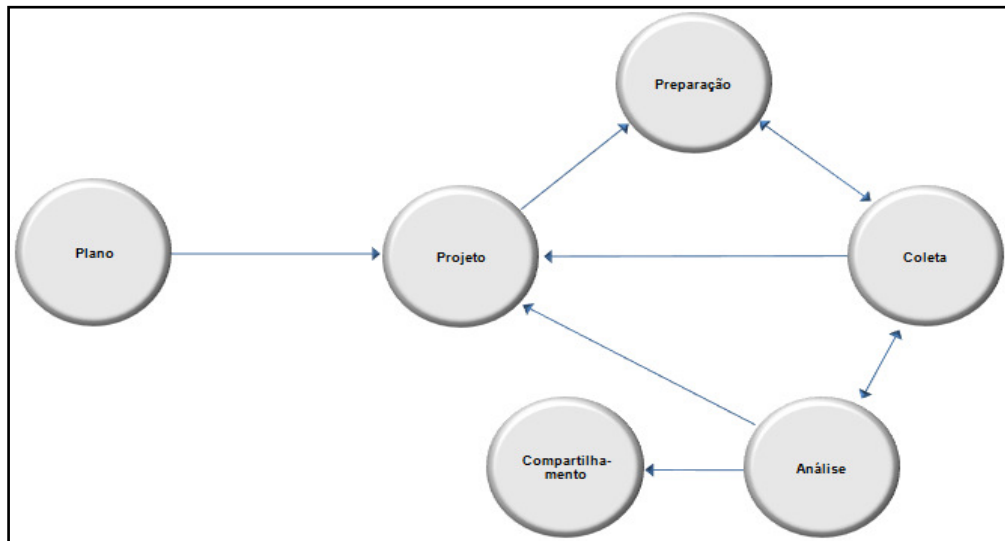 Preparação
Plano
Projeto
Coleta
Compartilha-
mento
Análise